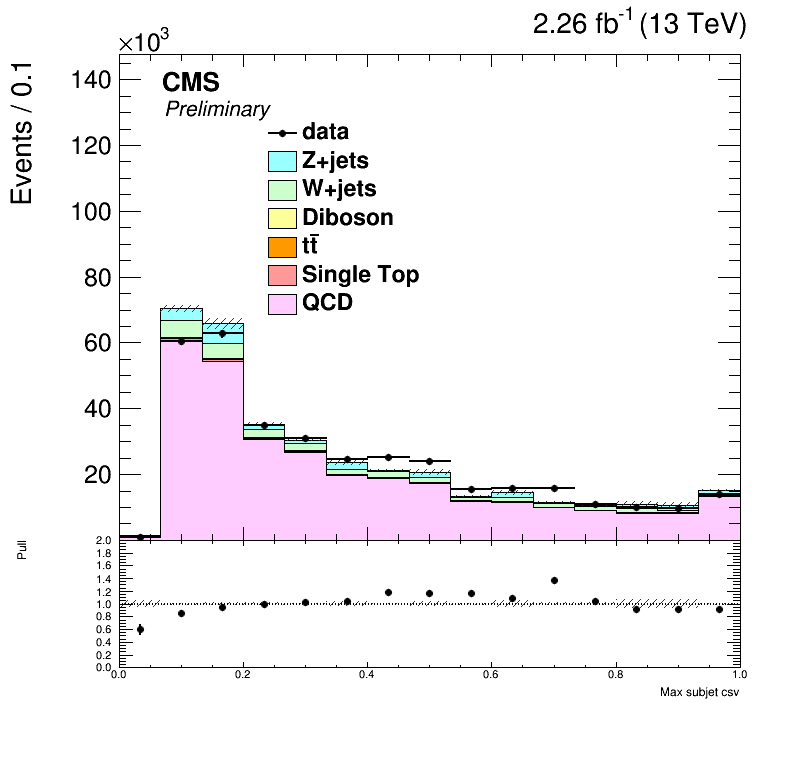 2.26 fb-1 (13 TeV)
×10^3
Events / 0.1
140
120
100
80
60
40
20
CMS
Preliminary
data
Z+jets
W+jets
Diboson
tt̄
Single Top
QCD
Pull
2.0
1.8
1.6
1.4
1.2
1.0
0.8
0.6
0.4
0.2
0.0
0.0 0.2 0.4 0.6 0.8 1.0
Max subjet csv